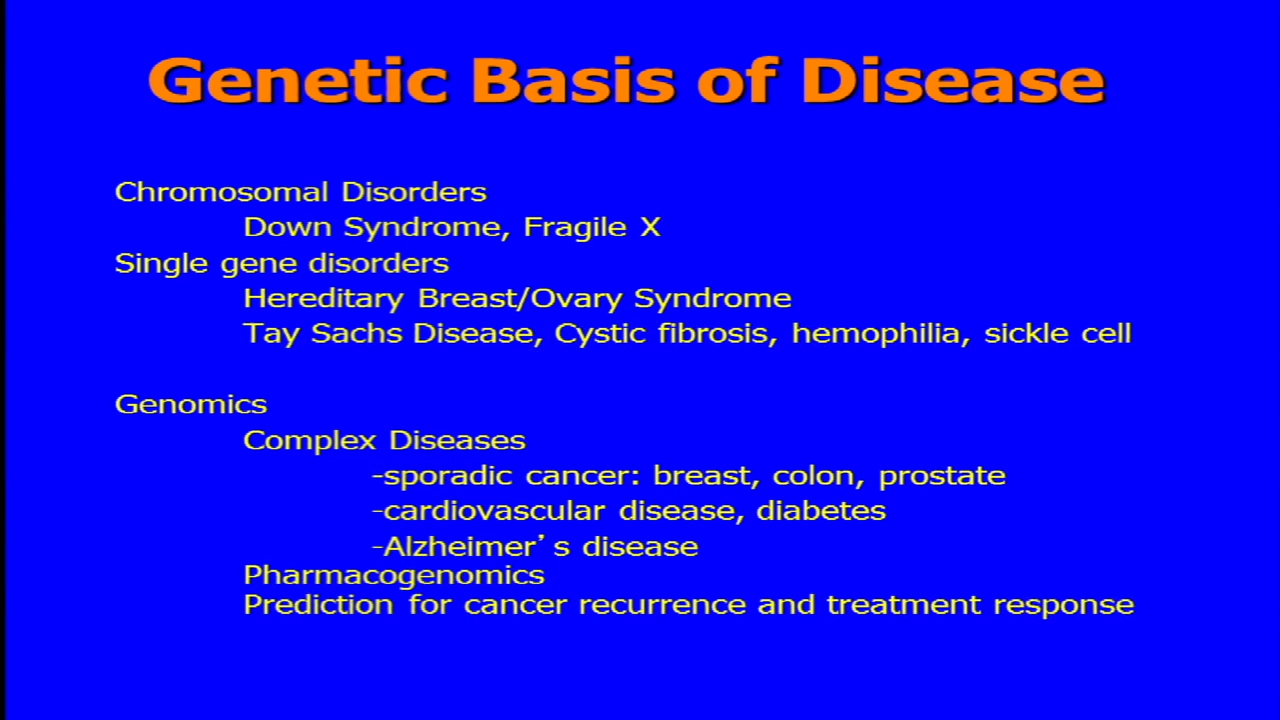 Genetic Basis of Disease
Chromosomal Disorders
Down Syndrome, Fragile X
Single gene disorders
Hereditary Breast/Ovary Syndrome
Tay Sachs Disease, Cystic fibrosis, hemophilia, sickle cell
Genomics
Complex Diseases
-sporadic cancer: breast, colon, prostate
-cardiovascular disease, diabetes
-Alzheimer’s disease
Pharmacogenomics
Prediction for cancer recurrence and treatment response